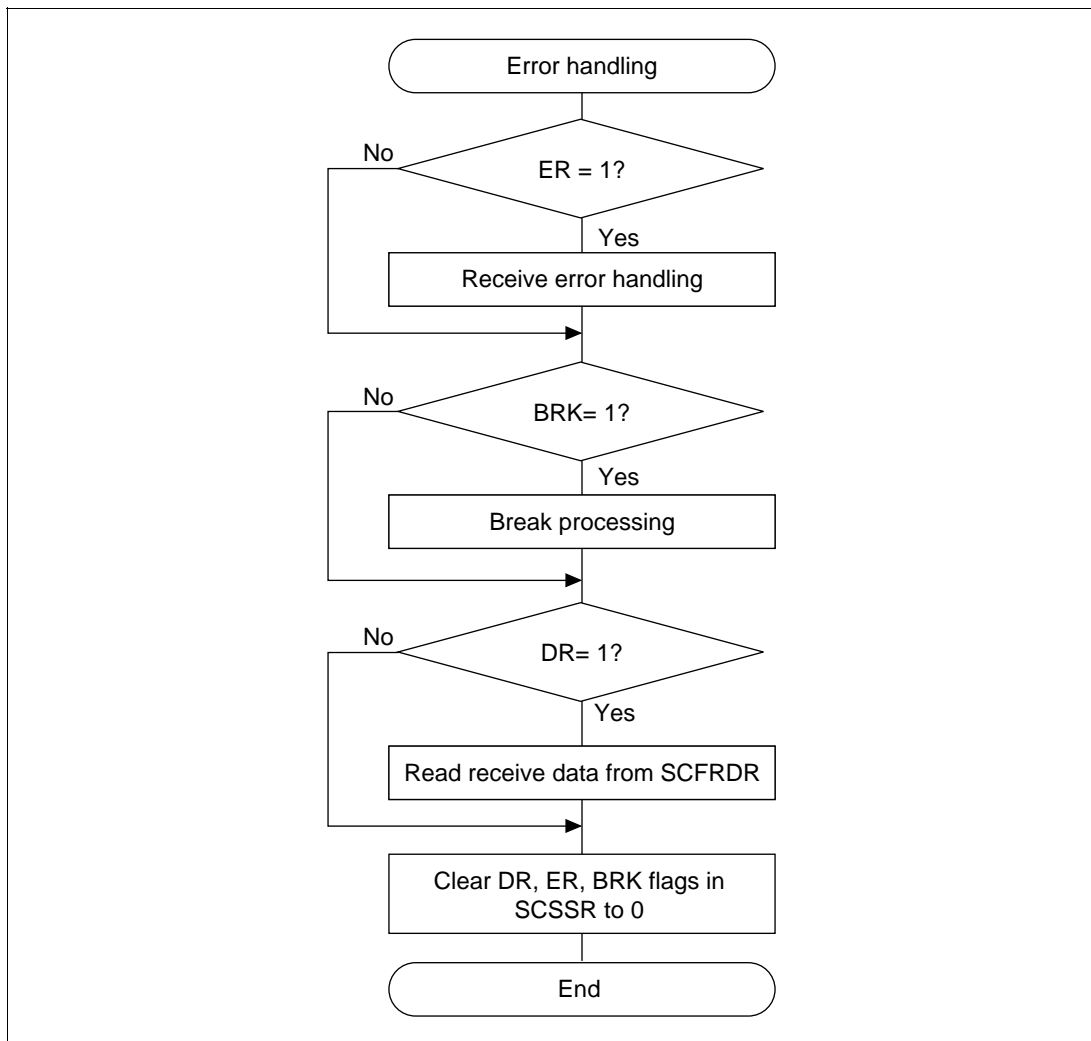 Error handling
No
ER = 1?
Yes
Receive error handling
No
BRK= 1?
Yes
Break processing
No
DR= 1?
Yes
Read receive data from SCFRDR
Clear DR, ER, BRK flags in
SCSSR to 0
End